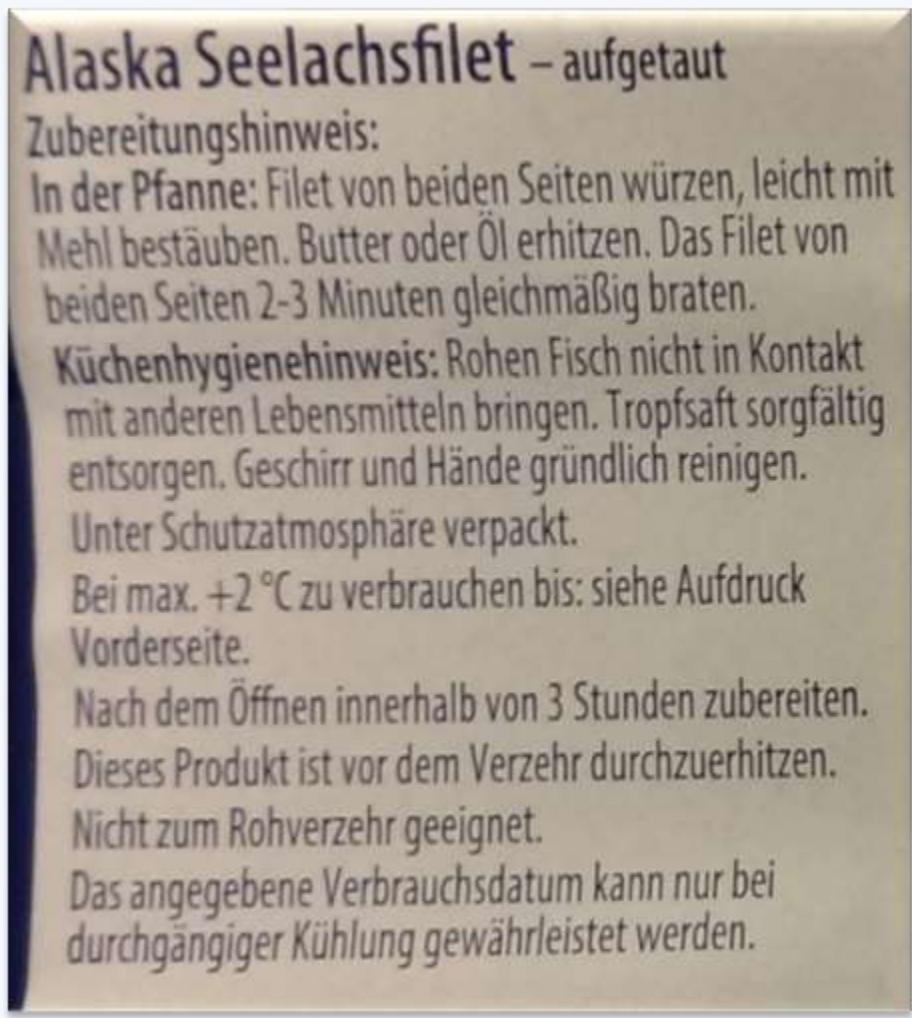 Alaska Seelachsfilet – aufgetaut
Zubereitungshinweis:
In der Pfanne: Filet von beiden Seiten würzen, leicht mit
Mehl bestäuben. Butter oder Öl erhitzen. Das Filet von
beiden Seiten 2-3 Minuten gleichmäßig braten.
Küchenhygienehinweis: Rohen Fisch nicht in Kontakt
mit anderen Lebensmitteln bringen. Tropfsaft sorgfältig
entsorgen. Geschirr und Hände gründlich reinigen.
Unter Schutzatmosphäre verpackt.
Bei max. +2 °C zu verbrauchen bis: siehe Aufdruck
Vorderseite.
Nach dem Öffnen innerhalb von 3 Stunden zubereiten.
Dieses Produkt ist vor dem Verzehr durchzuerhitzen.
Nicht zum Rohverzehr geeignet.
Das angegebene Verbrauchsdatum kann nur bei
durchgängiger Kühlung gewährleistet werden.